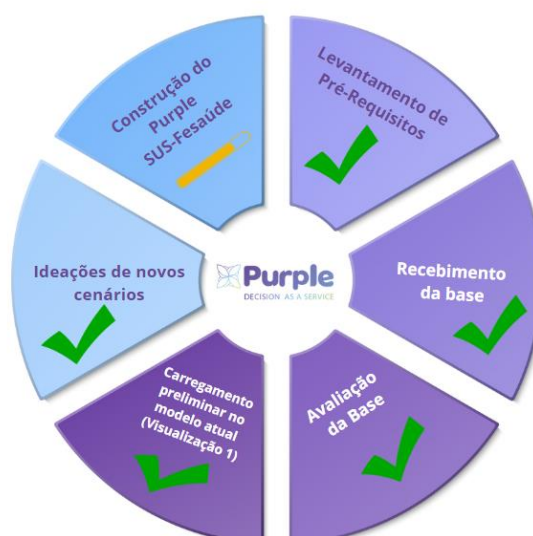 Levantamento de
Pré-Requisitos
Recebimento
da base
Avaliação
da Base
Carregamento
preliminar no
modelo atual
(Visualização 1)
Ideações de novos
cenários
Construção do
Purple
SUS-Fesaúde
Purple
DECISION AS A SERVICE